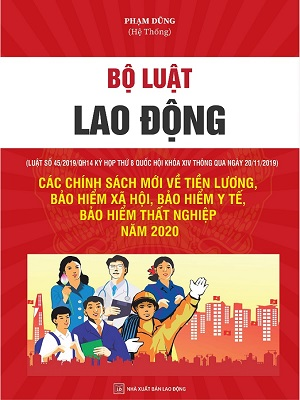 PHẠM DŨNG
(Hệ Thống)
BỘ LUẬT
LAO ĐỘNG
(LUẬT SỐ 45/2019/QH14 KỲ HỌP THỨ 8 QUỐC HỘI KHÓA XIV THÔNG QUA NGÀY 20/11/2019)
CÁC CHÍNH SÁCH MỚI VỀ TIỀN LƯƠNG,
BẢO HIỂM XÃ HỘI, BẢO HIỂM Y TẾ,
BẢO HIỂM THẤT NGHIỆP
NĂM 2020
NHÀ XUẤT BẢN LAO ĐỘNG